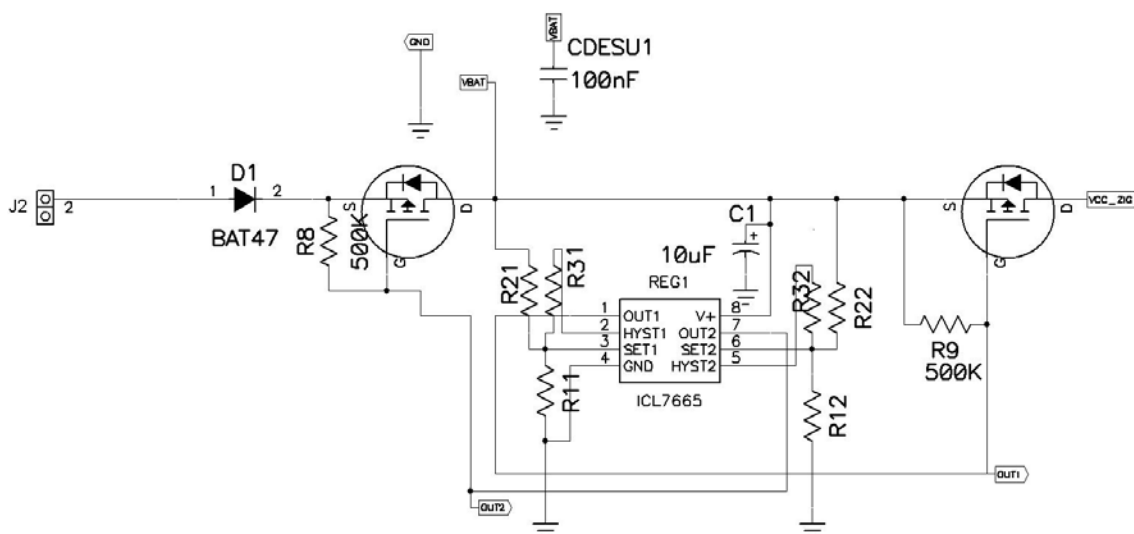 GND
VBAT
CDESU1
100nF
VBAT
D1
1
2
J2
2
BAT47
R8
500K
S
G
D
S
G
D
VCC_ZIG
C1
+
10uF
R21
R31
REG1
R32
R22
1 OUT1 V+ 8
2 HYST1 OUT2 7
3 SET1 SET2 6
4 GND HYST2 5
ICL7665
R11
R12
R9
500K
OUT1
OUT2